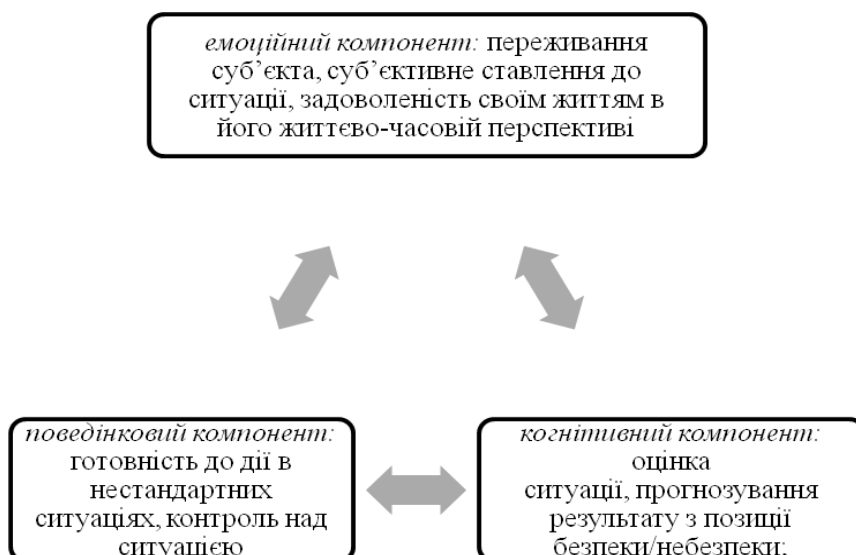 емоційний компонент: переживання
суб’єкта, суб’єктивне ставлення до
ситуації, задоволеність своїм життям в
його життєво-часовій перспективі
поведінковий компонент:
готовність до дії в
нестандартних
ситуаціях, контроль над
ситуацією
когнітивний компонент:
оцінка
ситуації, прогнозування
результату з позиції
безпеки/небезпеки;